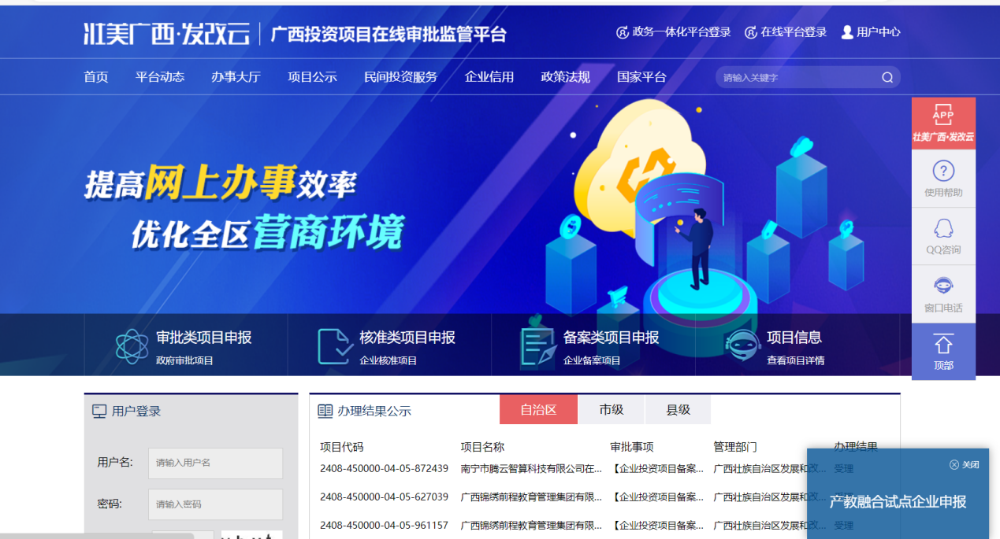 壮美广西·发改云 广西投资项目在线审批监管平台 政务一体化平台登录 在线平台登录 用户中心
首页 平台动态 办事大厅 项目公示 民间投资服务 企业信用 政策法规 国家平台 请输入关键字
APP
壮美广西·发改云
提高网上办事效率
优化全区营商环境
使用帮助
QQ咨询
窗口电话
顶部
审批类项目申报 核准类项目申报 备案类项目申报 项目信息
政府审批项目 企业核准项目 企业备案项目 查看项目详情
用户登录
用户名: 请输入用户名
密码: 请输入密码
办理结果公示 自治区 市级 县级
项目代码 项目名称 审批事项 管理部门 办理结果
2408-450000-04-05-872439 南宁市腾云智算科技有限公司在... 【企业投资项目备案... 广西壮族自治区发展和改... 受理
2408-450000-04-05-627039 广西锦绣前程教育管理集团有限... 【企业投资项目备案... 广西壮族自治区发展和改...
2408-450000-04-05-961157 广西锦绣前程教育管理集团有限... 【企业投资项目备案... 广西壮族自治区发展和改... 受理
关闭
产教融合试点企业申报